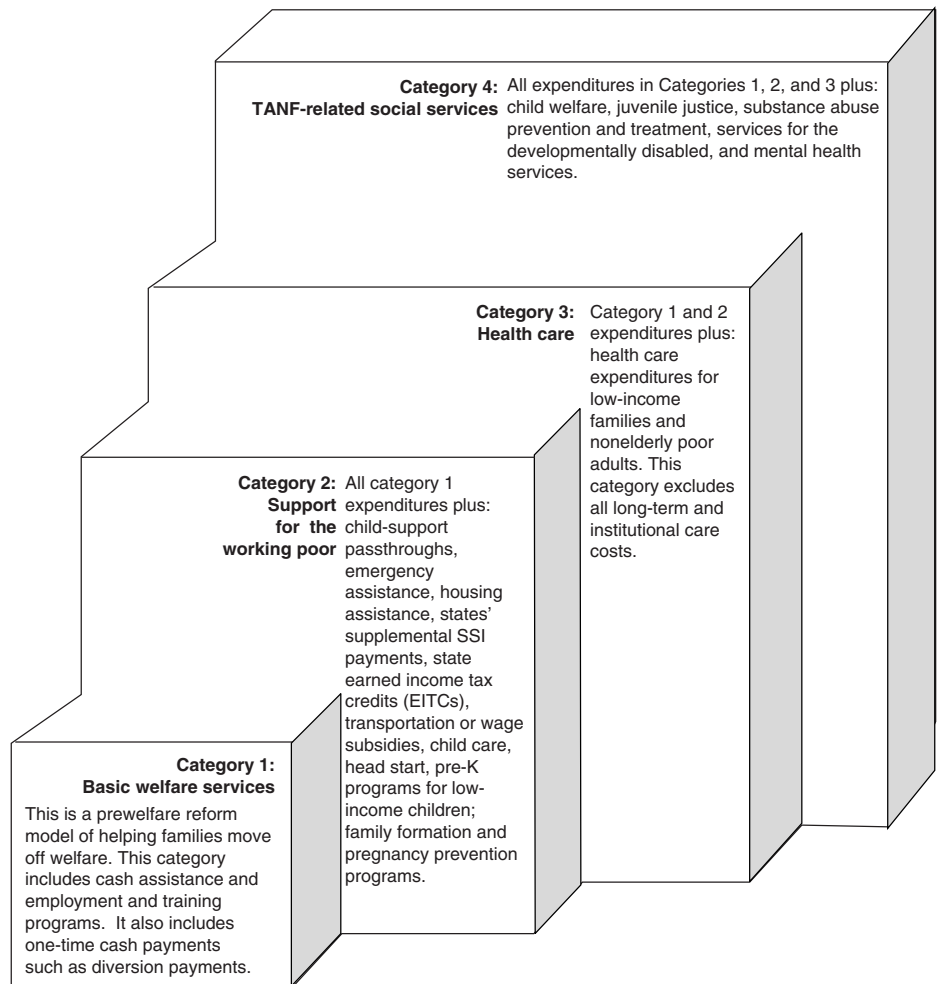 Category 4:
TANF-related social services
All expenditures in Categories 1, 2, and 3 plus:
child welfare, juvenile justice, substance abuse
prevention and treatment, services for the
developmentally disabled, and mental health
services.
Category 3:
Health care
Category 1 and 2
expenditures plus:
health care
expenditures for
low-income
families and
nonelderly poor
adults. This
category excludes
all long-term and
institutional care
costs.
Category 2:
Support
for the
working poor
All category 1
expenditures plus:
child-support
passthroughs,
emergency
assistance, housing
assistance, states'
supplemental SSI
payments, state
earned income tax
credits (EITCs),
transportation or wage
subsidies, child care,
head start, pre-K
programs for low-
income children;
family formation and
pregnancy prevention
programs.
Category 1:
Basic welfare services
This is a prewelfare reform
model of helping families move
off welfare. This category
includes cash assistance and
employment and training
programs. It also includes
one-time cash payments
such as diversion payments.